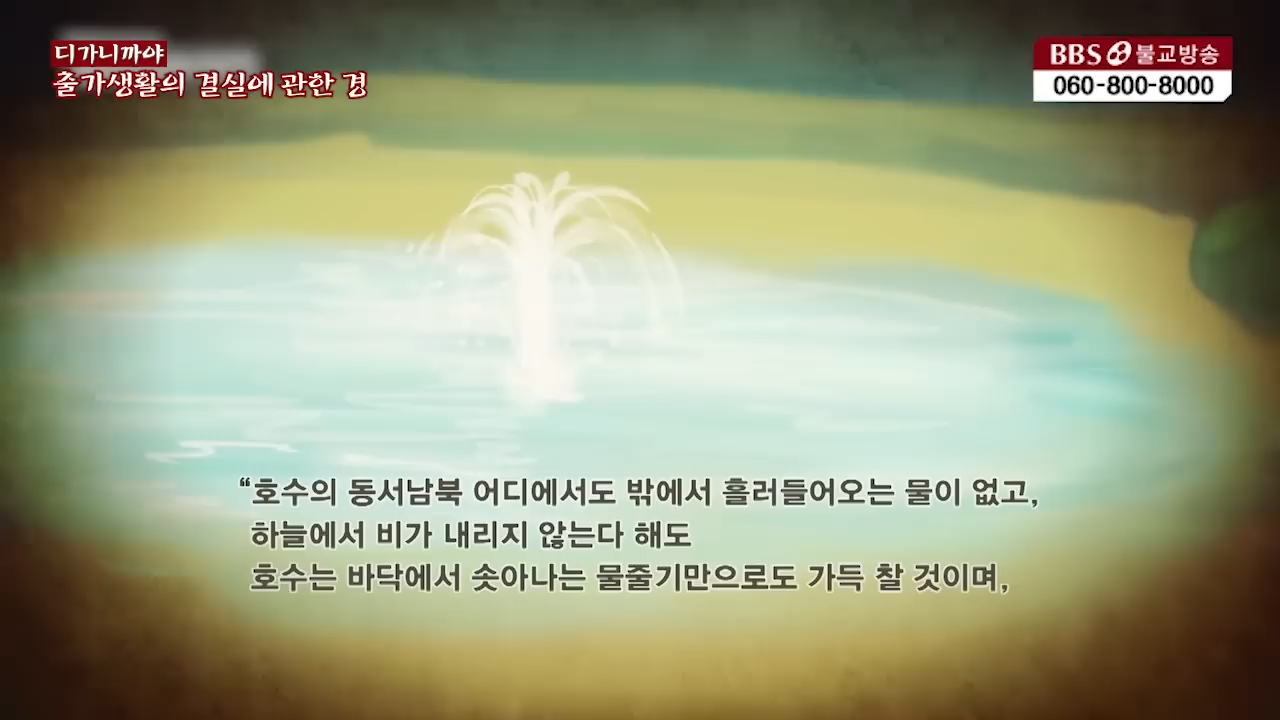 디가니까야
출가생활의 결실에 관한 경
BBS 불교방송
060-800-8000
“호수의 동서남북 어디에서도 밖에서 흘러들어오는 물이 없고,
하늘에서 비가 내리지 않는다 해도
호수는 바닥에서 솟아나는 물줄기만으로도 가득 찰 것이며,